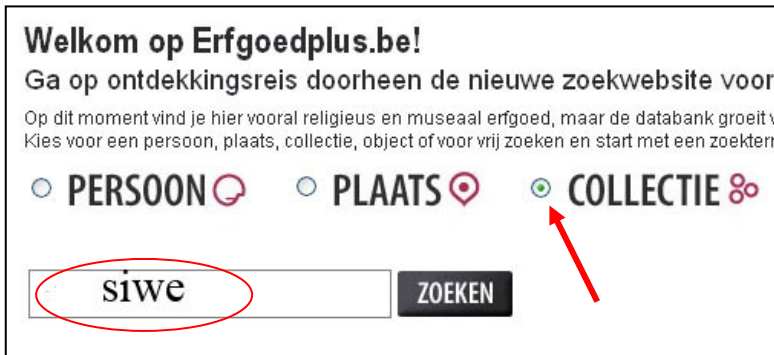 Welkom op Erfgoedplus.be!
Ga op ontdekkingsreis doorheen de nieuwe zoekwebsite voor
Op dit moment vind je hier vooral religieus en museaal erfgoed, maar de databank groeit
Kies voor een persoon, plaats, collectie, object of voor vrij zoeken en start met een
PERSOON PLAATS COLLECTIE
siwe ZOEKEN